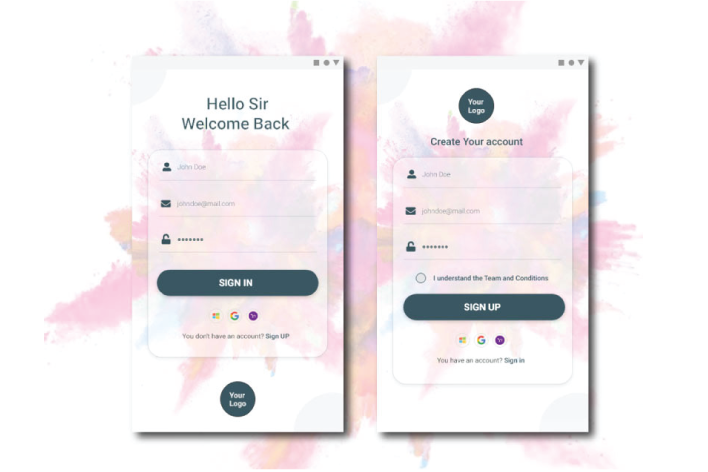 Hello Sir
Welcome Back
John Doe
johndoe@mail.com
•••••••
SIGN IN
You don't have an account? Sign UP
Your
Logo
Your
Logo
Create Your account
John Doe
johndoe@mail.com
•••••••
I understand the Team and Conditions
SIGN UP
You have an account? Sign in